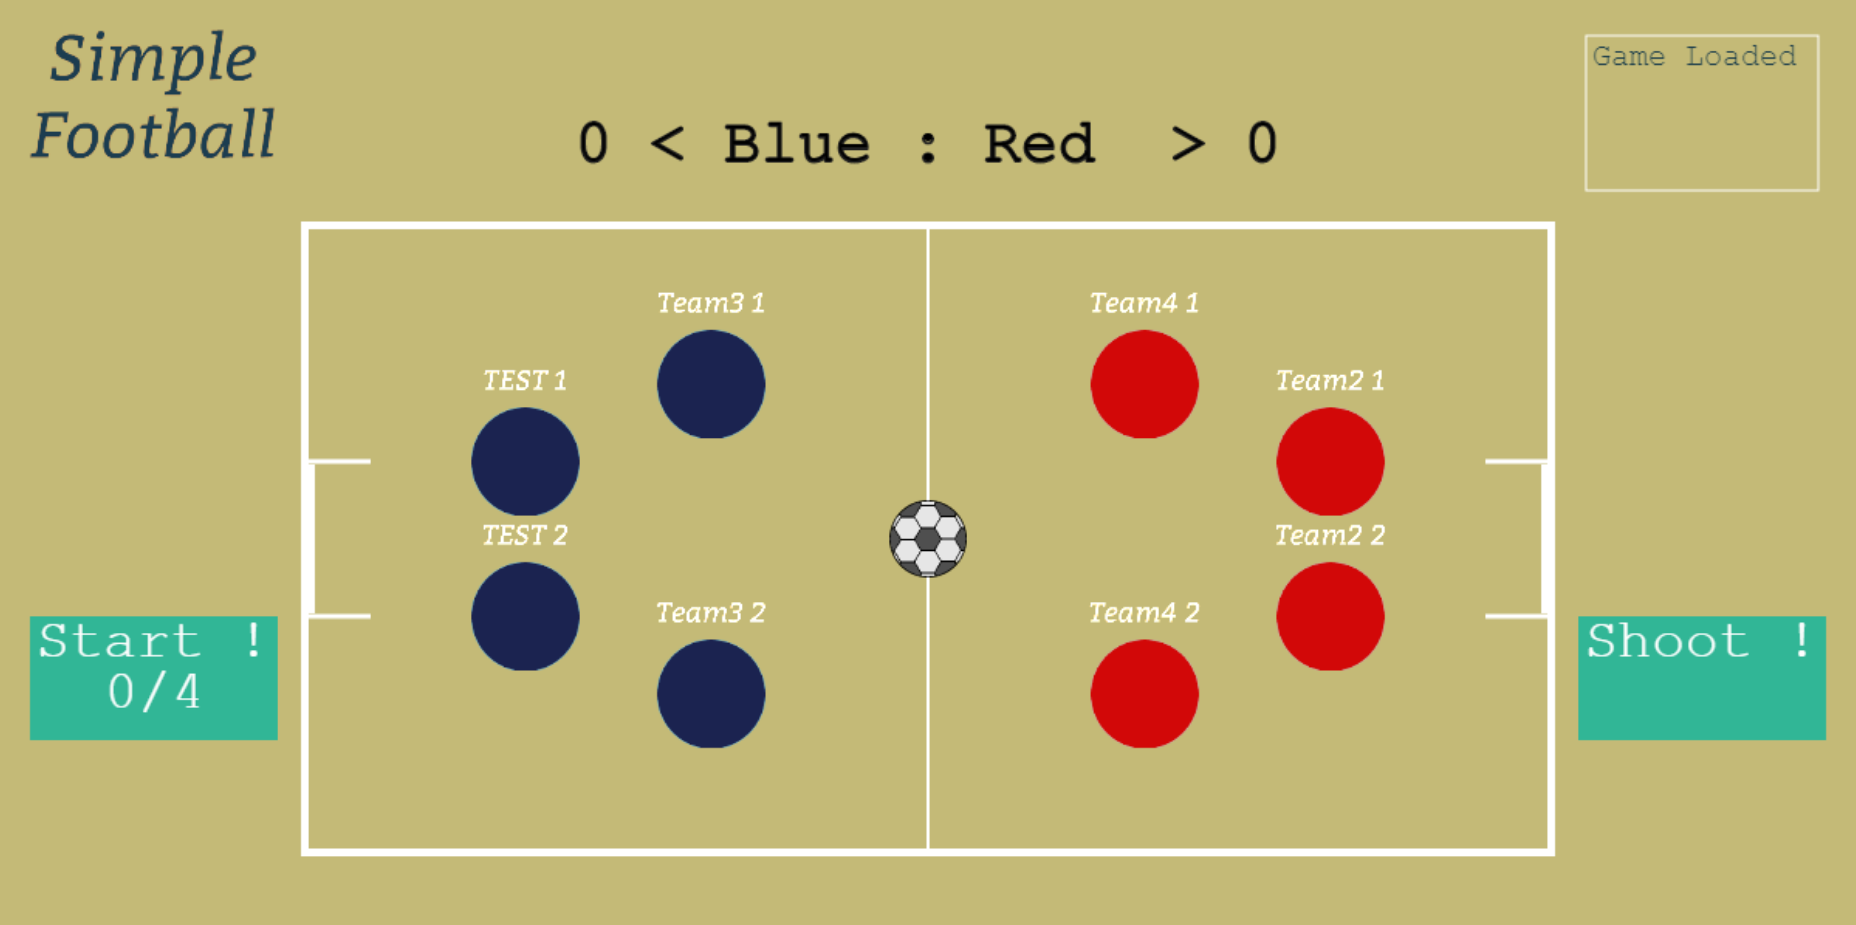 Simple
Football
Game Loaded
0 < Blue : Red > 0
Team3 1
Team4 1
TEST 1
Team2 1
TEST 2
Team2 2
Team3 2
Team4 2
Start !
0/4
Shoot !